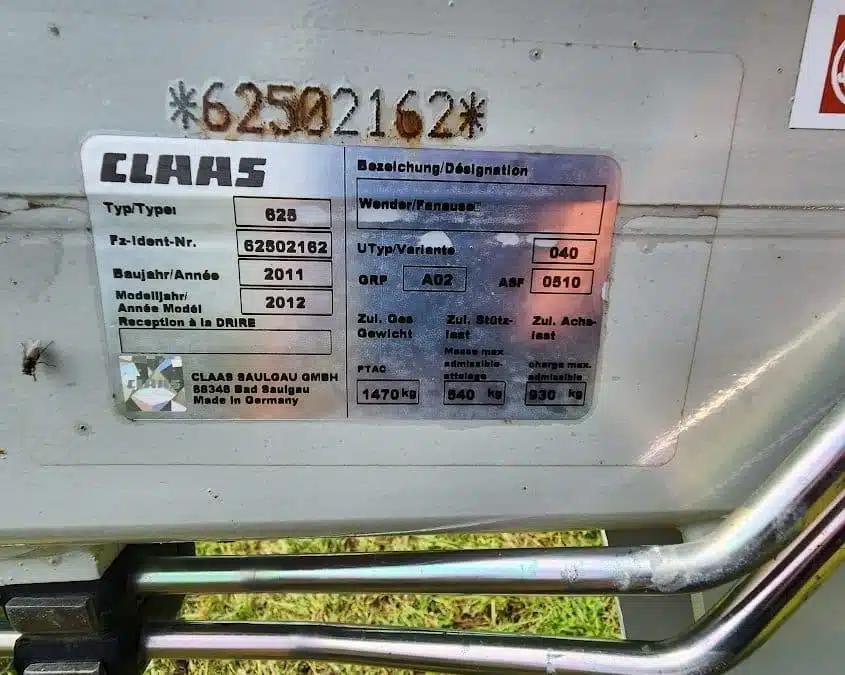 *62502162*
CLAAS
Typ/Type:
625
Fz-Ident-Nr.
62502162
Baujahr/Année
2011
Modelljahr/
Année Modél
2012
Reception à la DRIRE
CLAAS
CLAAS SAULGAU GMBH
88348 Bad Saulgau
Made in Germany
Bezeichung/Désignation
Wender/Faneuse
UTyp/Variante
040
GRP
A02
ASF
0510
Zul. Ges
Gewicht
Zul. Stütz-
last
Zul. Achs-
last
PTAC
Masse max
admissible-
attelage
charge max.
admissible
1470 kg
540 kg
930 kg